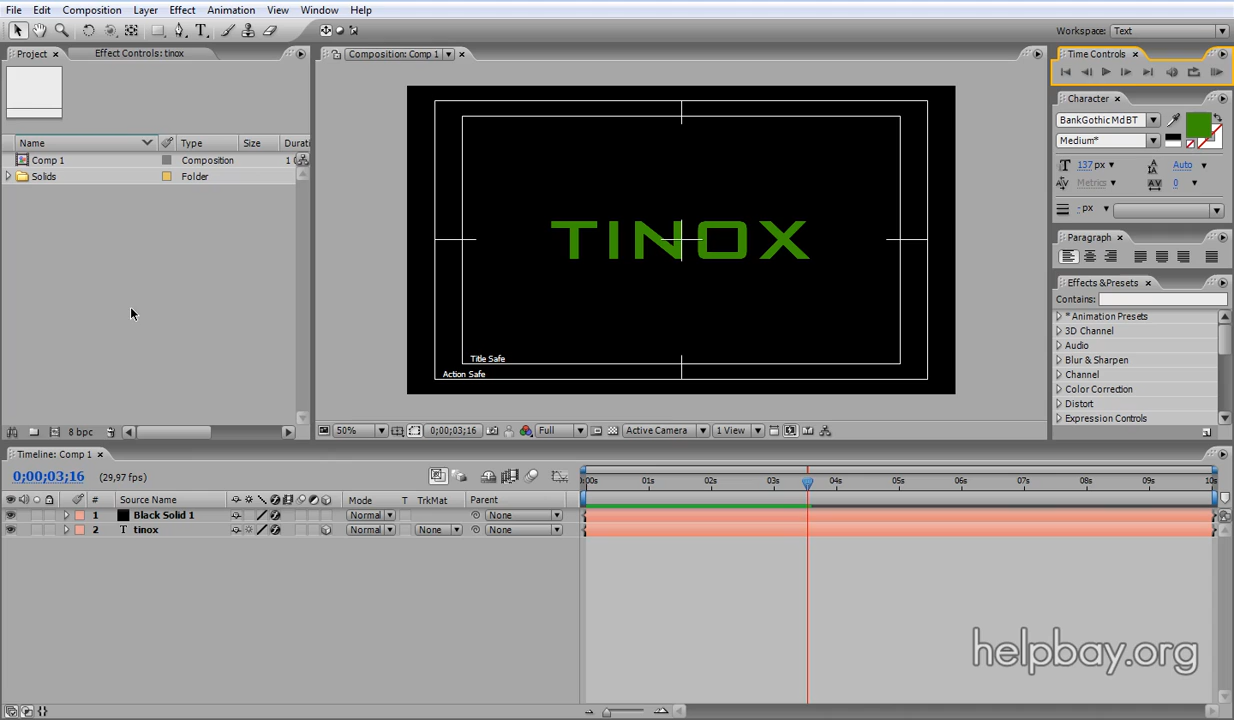 File Edit Composition Layer Effect Animation View Window Help
Workspace: Text
Project Effect Controls: tinox
Composition: Comp 1
Time Controls
Character
BankGothic Md BT
Medium*
137 px Auto
Metrics 0
- px
Paragraph
Effects & Presets
Contains:
* Animation Presets
3D Channel
Audio
Blur & Sharpen
Channel
Color Correction
Distort
Expression Controls
Name Type Size Durati
Comp 1 Composition 1
Solids Folder
8 bpc
TINOX
Title Safe
Action Safe
50% 0;00;03;16 Full Active Camera 1 View
Timeline: Comp 1
0;00;03;16 (29,97 fps)
# Source Name Mode T TrkMat Parent
1 Black Solid 1 Normal None
2 T tinox Normal None None
0:00s 01s 02s 03s 04s 05s 06s 07s 08s 09s 10s
helpbay.org